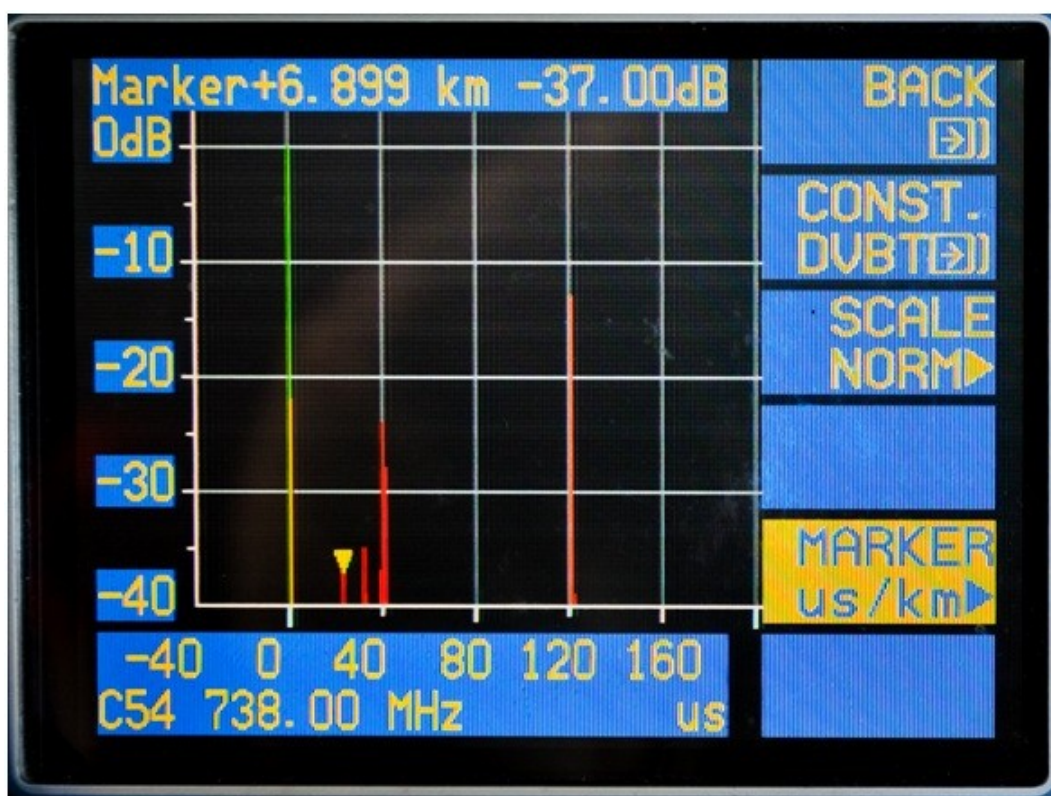 Marker+6.899 km -37.00dB
0dB
-10
-20
-30
-40
-40 0 40 80 120 160
C54 738.00 MHz us
BACK
CONST.
DVBT
SCALE
NORM
MARKER
us/km